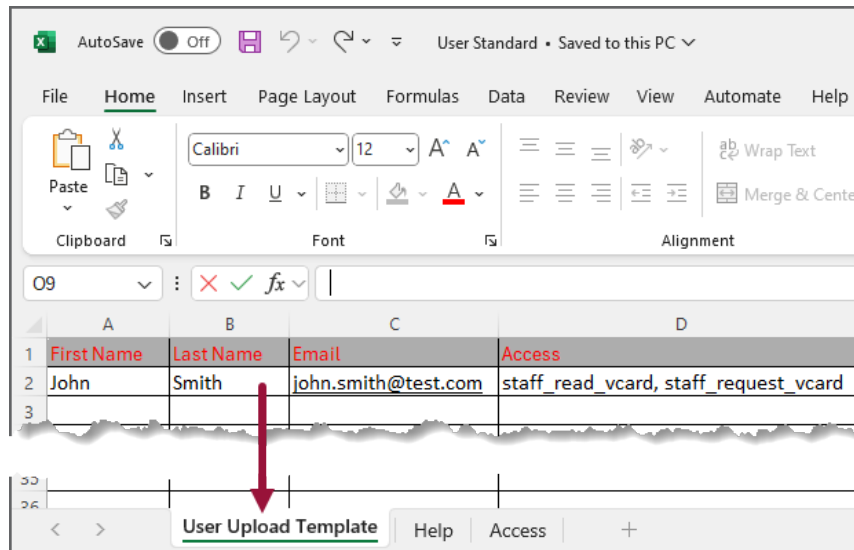 AutoSave Off User Standard • Saved to this PC
File Home Insert Page Layout Formulas Data Review View Automate Help
Paste
Calibri 12 A A
ab Wrap Text
B I U A
Merge & Cente
Clipboard Font Alignment
O9 fx
A B C D
1 First Name Last Name Email Access
2 John Smith john.smith@test.com staff_read_vcard, staff_request_vcard
3
35
User Upload Template Help Access